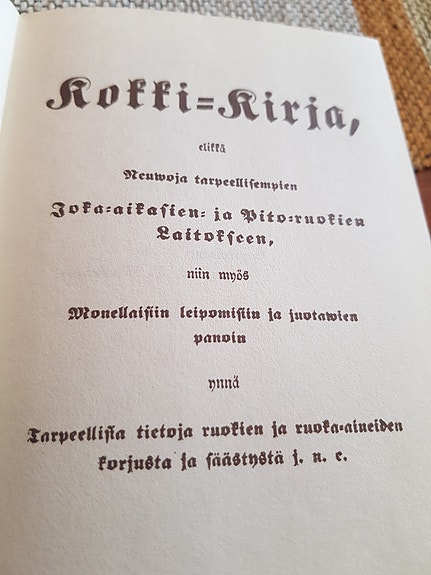 Kokki=Kirja,
elikkä
Neuwoja tarpeellisempien
Joka=aikasien= ja Pito=ruokien
Laitokseen,
niin myös
Monellaisiin leipomisiin ja juotawien
panoin
ynnä
Tarpeellista tietoja ruokien ja ruoka=aineiden
korjusta ja säästystä j. n. e.